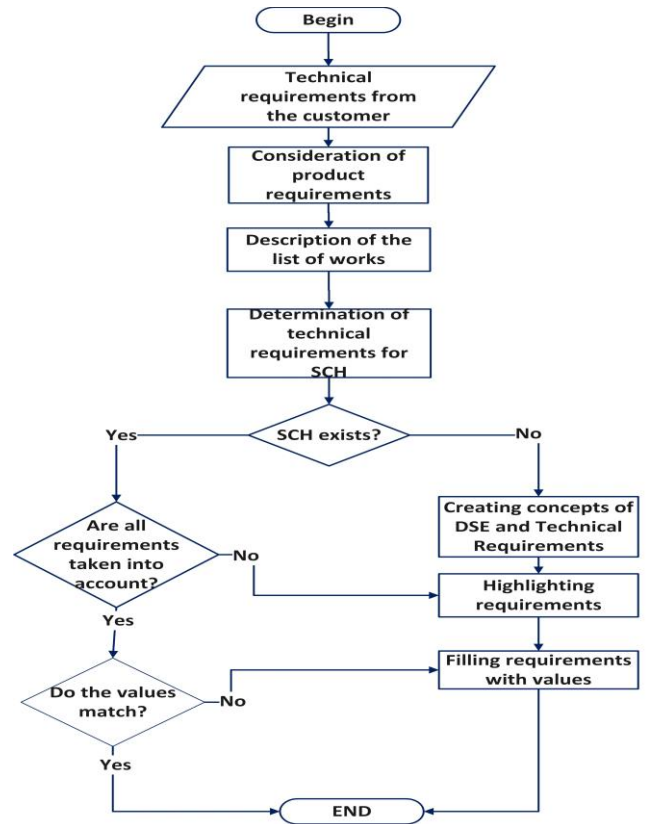 Begin
Technical
requirements from
the customer
Consideration of
product
requirements
Description of the
list of works
Determination of
technical
requirements for
SCH
SCH exists?
Yes
No
Are all
requirements
taken into
account?
No
Yes
Creating concepts of
DSE and Technical
Requirements
Highlighting
requirements
Filling requirements
with values
Do the values
match?
No
Yes
END